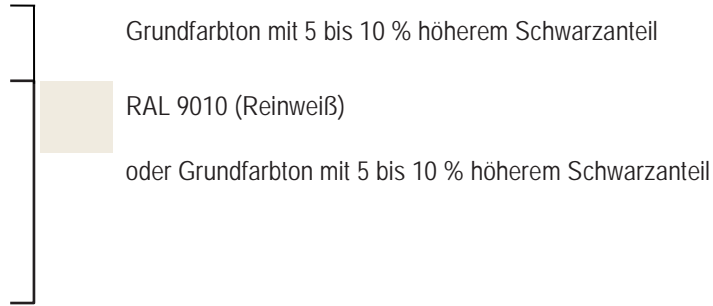 Grundfarbton mit 5 bis 10 % höherem Schwarzanteil
RAL 9010 (Reinweiß)
oder Grundfarbton mit 5 bis 10 % höherem Schwarzanteil